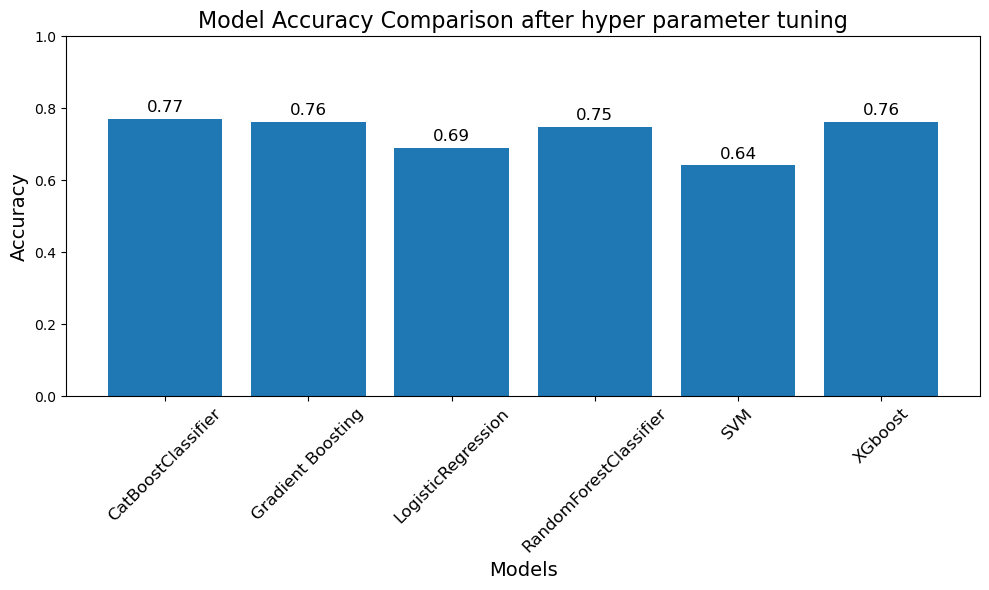 Model Accuracy Comparison after hyper parameter tuning
1.0
0.8
0.6
0.4
0.2
0.0
Accuracy
0.77
0.76
0.69
0.75
0.64
0.76
CatBoostClassifier
Gradient Boosting
LogisticRegression
RandomForestClassifier
SVM
XGboost
Models